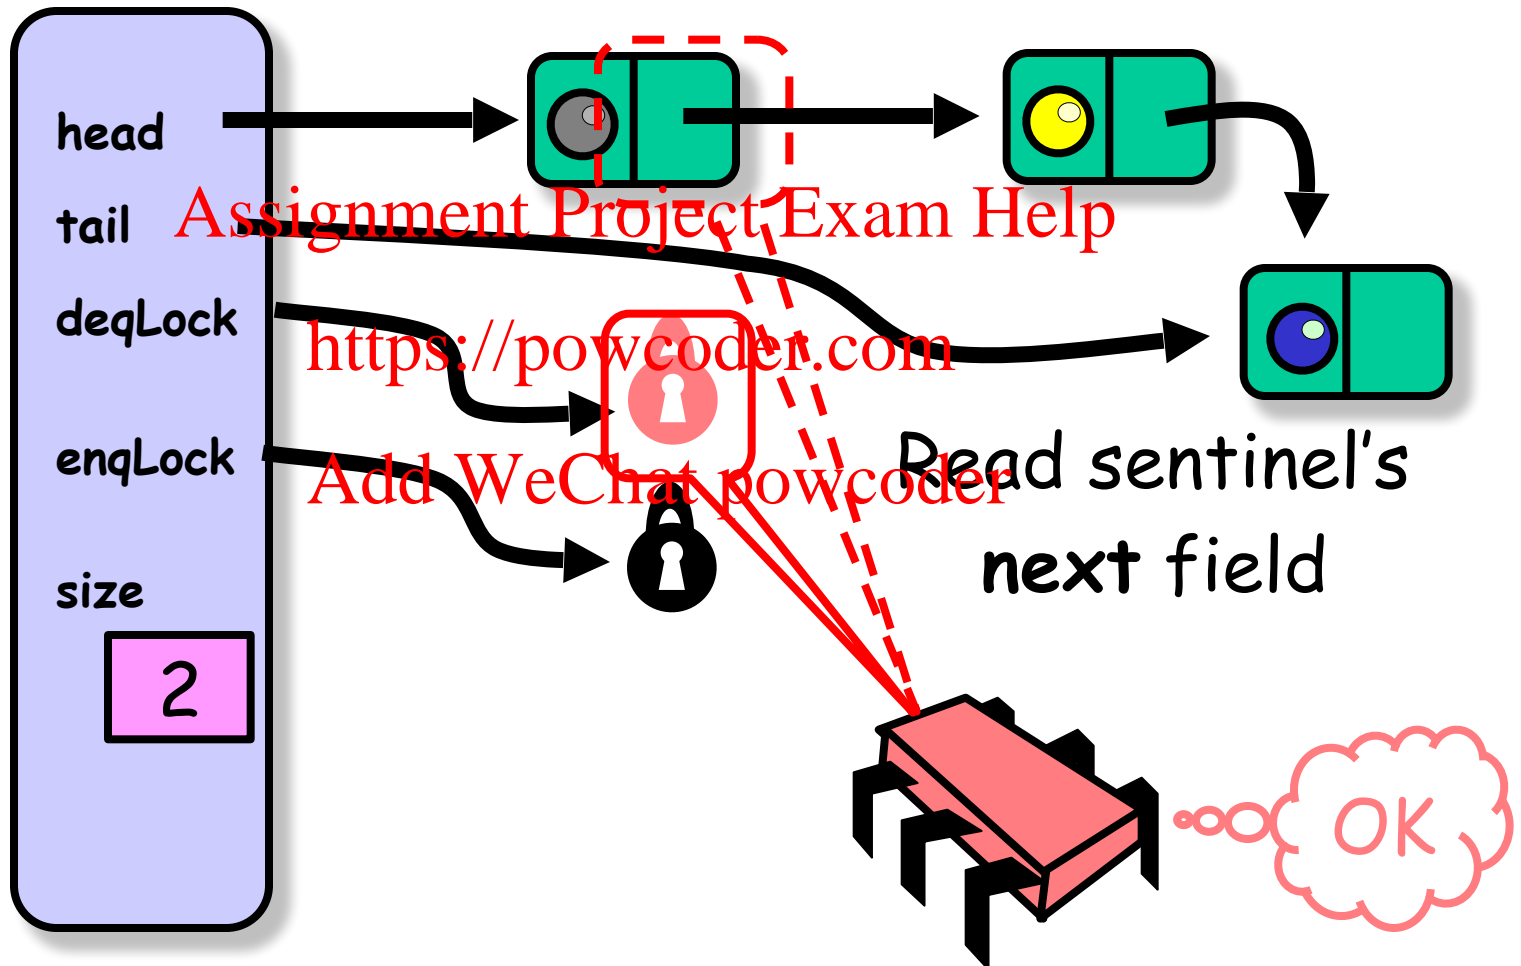 head
tail
Assignment Project Exam Help
deqLock
https://powcoder.com
enqLock
Add WeChat powcoder
Read sentinel’s
next field
size
2
OK